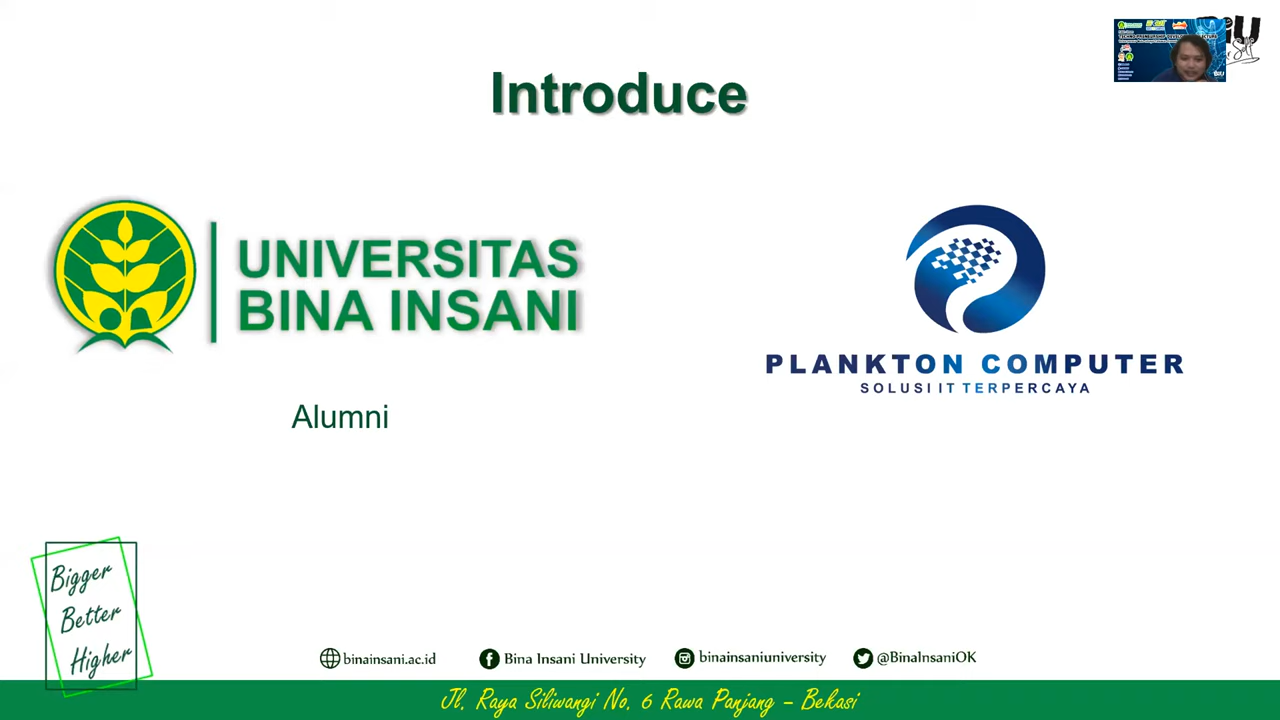 Introduce
UNIVERSITAS
BINA INSANI
Alumni
PLANKTON COMPUTER
SOLUSI IT TERPERCAYA
Bigger
Better
Higher
binainsani.ac.id
Bina Insani University
binainsaniuniversity
@BinaInsaniOK
Jl. Raya Siliwangi No. 6 Rawa Panjang – Bekasi